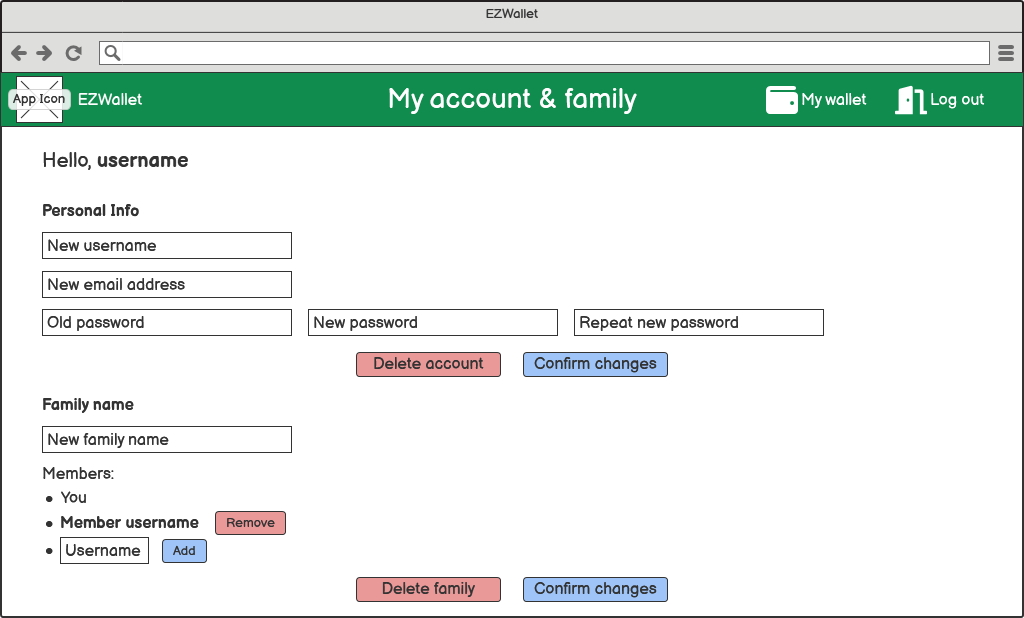 EZWallet
App Icon EZWallet My account & family My wallet Log out
Hello, username
Personal Info
New username
New email address
Old password New password Repeat new password
Delete account Confirm changes
Family name
New family name
Members:
• You
• Member username Remove
• Username Add
Delete family Confirm changes